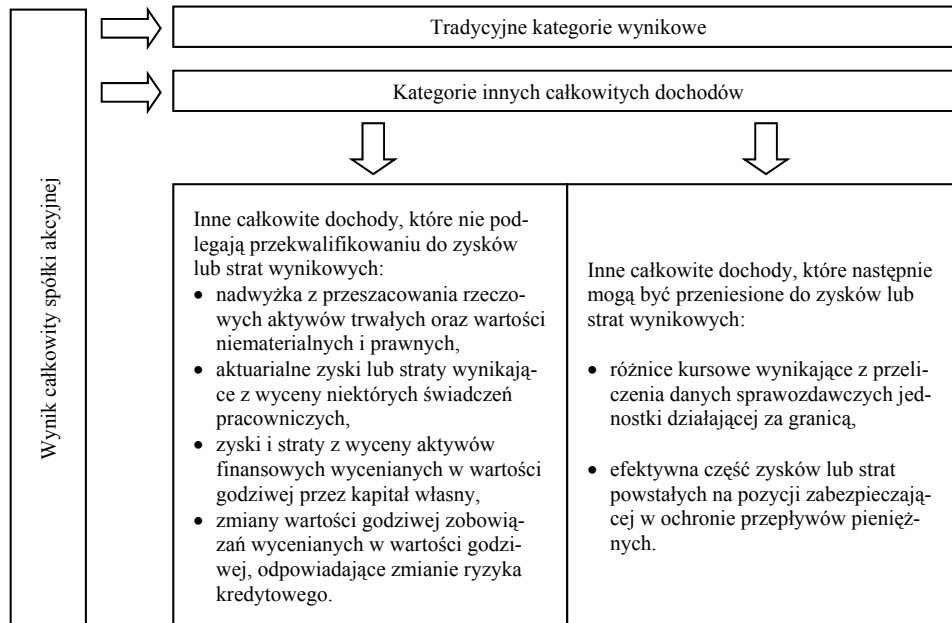 Wynik całkowity spółki akcyjnej
Tradycyjne kategorie wynikowe
Kategorie innych całkowitych dochodów
Inne całkowite dochody, które nie pod-
legają przekwalifikowaniu do zysków
lub strat wynikowych:
• nadwyżka z przeszacowania rzeczo-
wych aktywów trwałych oraz wartości
niematerialnych i prawnych,
• aktuarialne zyski lub straty wynikają-
ce z wyceny niektórych świadczeń
pracowniczych,
• zyski i straty z wyceny aktywów
finansowych wycenianych w wartości
godziwej przez kapitał własny,
• zmiany wartości godziwej zobowią-
zań wycenianych w wartości godzi-
wej, odpowiadające zmianie ryzyka
kredytowego.
Inne całkowite dochody, które następnie
mogą być przeniesione do zysków lub
strat wynikowych:
• różnice kursowe wynikające z przeli-
czenia danych sprawozdawczych jed-
nostki działającej za granicą,
• efektywna część zysków lub strat
powstałych na pozycji zabezpieczają-
cej w ochronie przepływów pienięż-
nych.